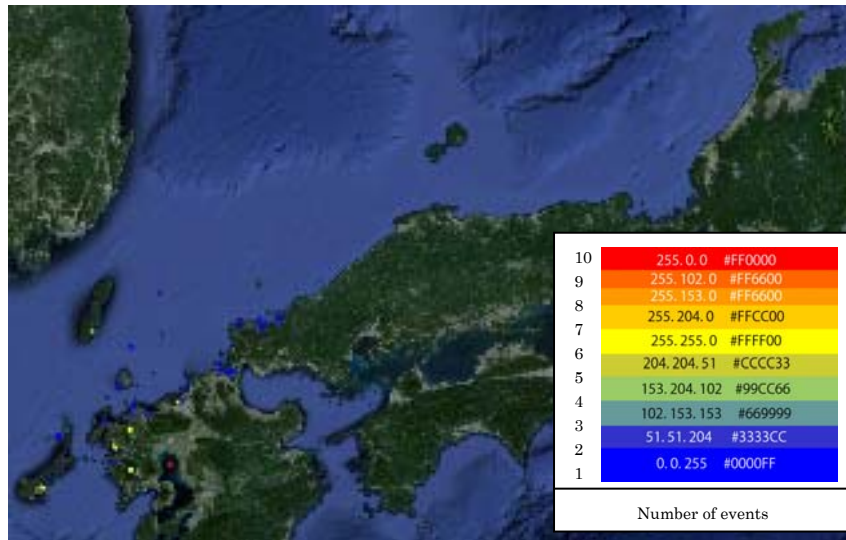 10
9
8
7
6
5
4
3
2
1
255. 0. 0 #FF0000
255. 102. 0 #FF6600
255. 153. 0 #FF6600
255. 204. 0 #FFCC00
255. 255. 0 #FFFF00
204. 204. 51 #CCCC33
153. 204. 102 #99CC66
102. 153. 153 #669999
51. 51. 204 #3333CC
0. 0. 255 #0000FF
Number of events